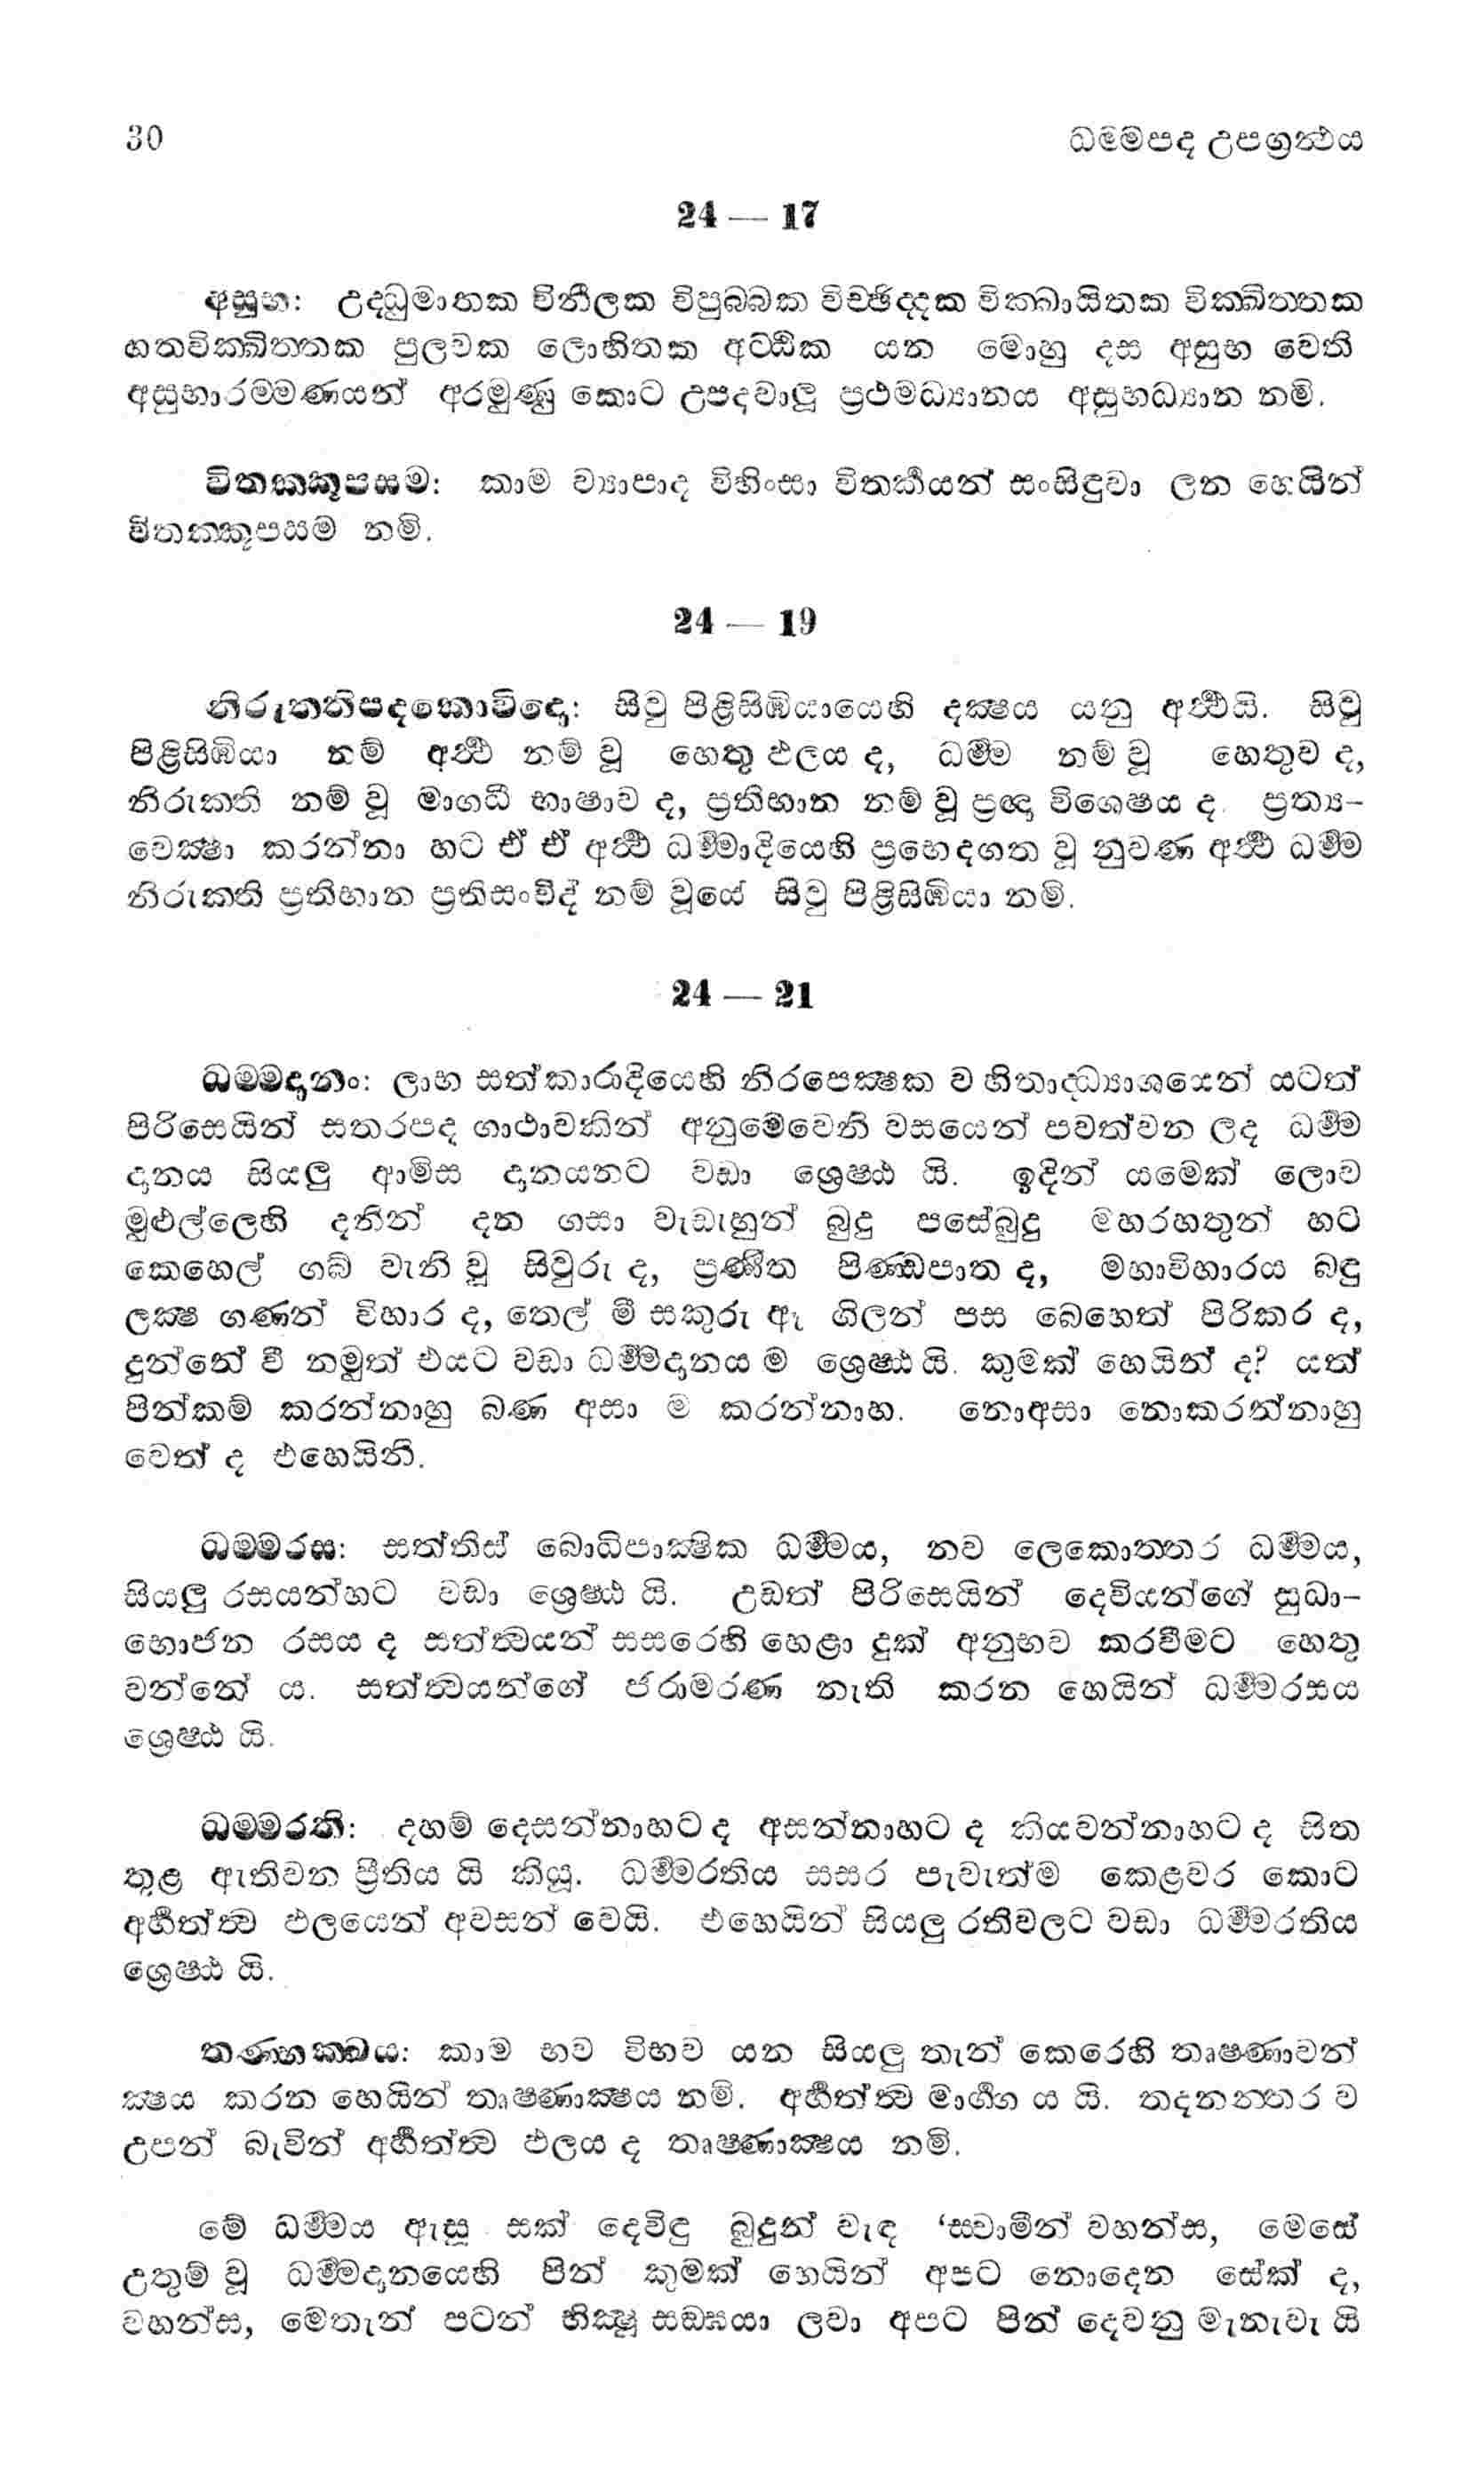 30 ධම්මපද උපග්‍රන්‍ථය
24 — 17
අසුභ: උද්ධුමාතක විනීලක විපුබ්බක විච්ඡිද්දක වික්ඛායිතක වික්ඛිත්තක
හතවික්ඛිත්තක පුලවක ලොහිතක අට්ඨික යන මොහු දස අසුභ වෙති
අසුභාරම්මණයන් අරමුණු කොට උපදවාලූ ප්‍රථමධ්‍යානය අසුභධ්‍යාන නමි.
විතක්කූපසම: කාම ව්‍යාපාද විහිංසා විතර්‍කයන් සංසිඳුවා ලන හෙයින්
විතක්කූපසම නමි.
24 — 19
නිරුත්තිපදකොවිදො: සිවු පිළිසිඹියායෙහි දක්‍ෂය යනු අර්‍ථයි. සිවු
පිළිසිඹියා නම් අර්‍ථ නම් වූ හෙතු ඵලය ද, ධර්‍ම නම් වූ හෙතුව ද,
නිරුක්ති නම් වූ මාගධී භාෂාව ද, ප්‍රතිභාන නම් වූ ප්‍රඥා විශෙෂය ද ප්‍රත්‍ය-
වෙක්‍ෂා කරන්නා හට ඒ ඒ අර්‍ථ ධර්‍මාදියෙහි ප්‍රභෙදගත වූ නුවණ අර්‍ථ ධර්‍ම
නිරුක්ති ප්‍රතිභාන ප්‍රතිසංවිද් නම් වූයේ සිවු පිළිසිඹියා නමි.
24 — 21
ධම්මදානං: ලාභ සත්කාරාදියෙහි නිරපෙක්‍ෂක ව හිතාද්ධ්‍යාශයෙන් යටත්
පිරිසෙයින් සතරපද ගාථාවකින් අනුමෙවෙනි වසයෙන් පවත්වන ලද ධර්‍ම
දානය සියලු ආමිස දානයනට වඩා ශ්‍රෙෂ්ඨ යි. ඉදින් යමෙක් ලොව
මුළුල්ලෙහි දනින් දන ගසා වැඩැහුන් බුදු පසේබුදු මහරහතුන් හට
කෙහෙල් ගබ් වැනි වූ සිවුරු ද, ප්‍රණීත පිණ්ඩපාත ද, මහාවිහාරය බඳු
ලක්‍ෂ ගණන් විහාර ද, තෙල් මී සකුරු ඈ ගිලන් පස බෙහෙත් පිරිකර ද,
දුන්නේ වී නමුත් එයට වඩා ධර්‍මදානය ම ශ්‍රෙෂ්ඨ යි. කුමක් හෙයින් ද? යත්
පින්කම් කරන්නාහු බණ අසා ම කරන්නාහ. නොඅසා නොකරන්නාහු
වෙත් ද එහෙයිනි.
ධම්මරස: සත්තිස් බොධිපාක්‍ෂික ධර්‍මය, නව ලෙකොත්තර ධර්‍මය,
සියලු රසයන්හට වඩා ශ්‍රෙෂ්ඨ යි. උඩත් පිරිසෙයින් දෙවියන්ගේ සුධා-
භොජන රසය ද සත්ත්‍වයන් සසරෙහි හෙළා දුක් අනුභව කරවීමට හෙතු
වන්නේ ය. සත්ත්‍වයන්ගේ ජරාමරණ නැති කරන හෙයින් ධර්‍මරසය
ශ්‍රෙෂ්ඨ යි.
ධම්මරති: දහම් දෙසන්නාහට ද අසන්නාහට ද කියවන්නාහට ද සිත
තුළ ඇතිවන ප්‍රීතිය යි කියූ. ධර්‍මරතිය සසර පැවැත්ම කෙළවර කොට
අර්‍හත්ත්‍ව ඵලයෙන් අවසන් වෙයි. එහෙයින් සියලු රතිවලට වඩා ධර්‍මරතිය
ශ්‍රෙෂ්ඨ යි.
තණ්හක්ඛය: කාම භව විභව යන සියලු තැන් කෙරෙහි තෘෂ්ණාවන්
ක්‍ෂය කරන හෙයින් තෘෂ්ණාක්‍ෂය නමි. අර්‍හත්ත්‍ව මාර්‍ග ය යි. තදනන්තර ව
උපන් බැවින් අර්‍හත්ත්‍ව ඵලය ද තෘෂ්ණාක්‍ෂය නමි.
මේ ධර්‍මය ඇසූ සක් දෙවිඳු බුදුන් වැඳ ‘ස්වාමීන් වහන්ස, මෙසේ
උතුම් වූ ධර්‍මදානයෙහි පින් කුමක් හෙයින් අපට නොදෙන සේක් ද,
වහන්ස, මෙතැන් පටන් භික්‍ෂූ සඞ්ඝයා ලවා අපට පින් දෙවනු මැනැවැ යි